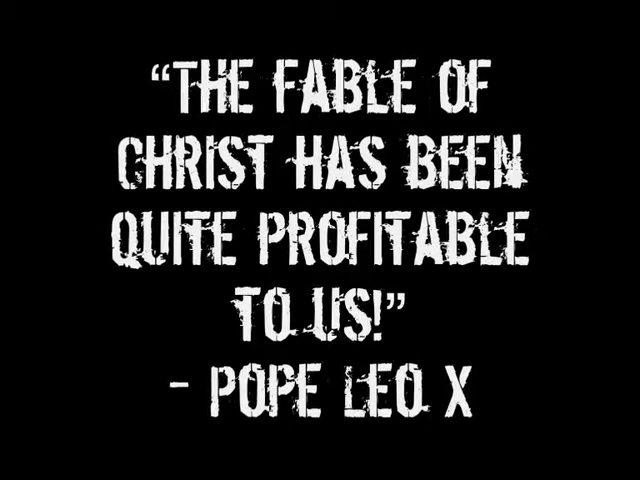 “THE FABLE OF
CHRIST HAS BEEN
QUITE PROFITABLE
TO US!”
- POPE LEO X